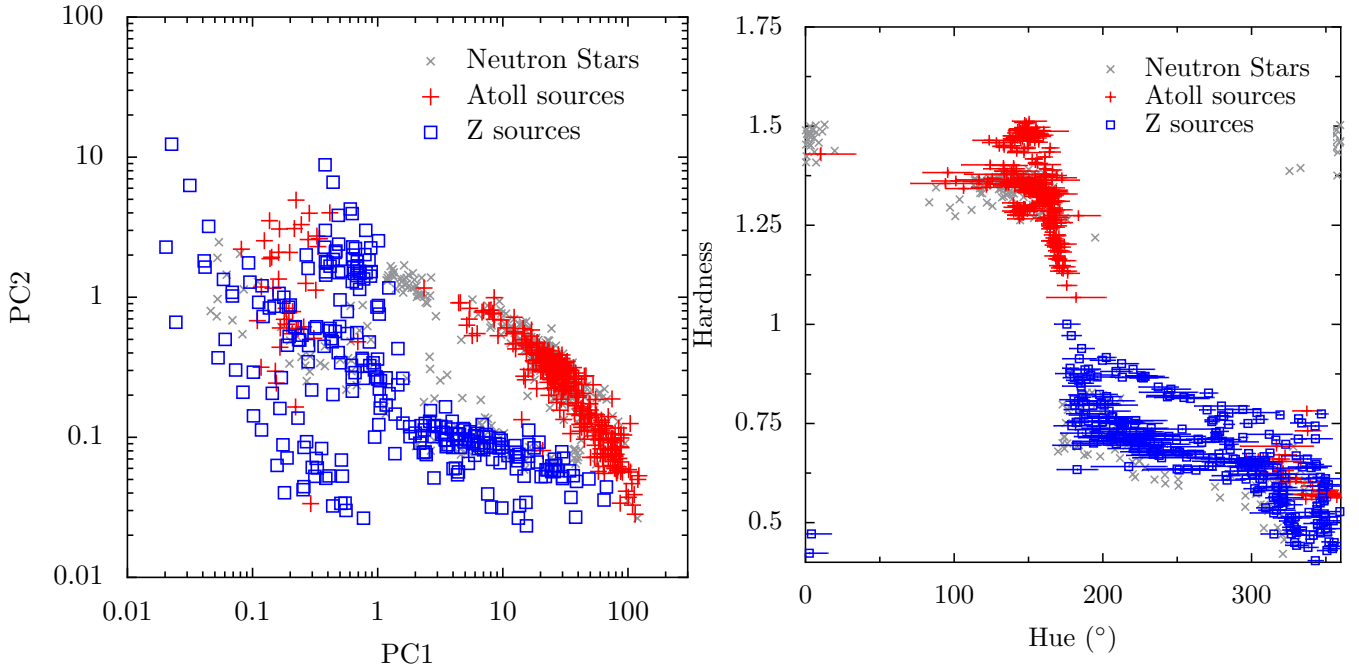 100
10
1
0.1
0.01
PC2
0.01
0.1
1
10
100
PC1
Neutron Stars
Atoll sources
Z sources
1.75
1.5
1.25
1
0.75
0.5
Hardness
0
100
200
300
Hue (°)
Neutron Stars
Atoll sources
Z sources